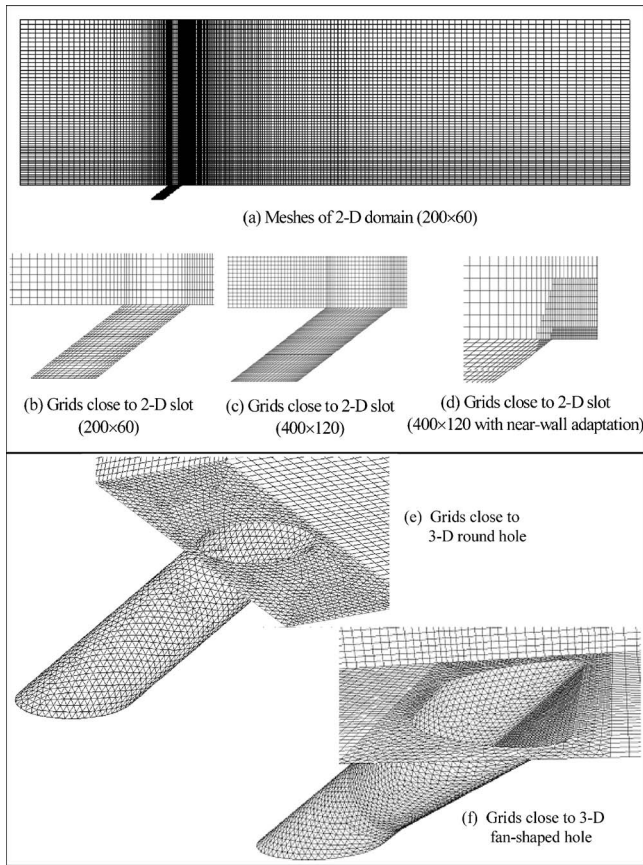 (a) Meshes of 2-D domain (200×60)
(b) Grids close to 2-D slot
(200×60)
(c) Grids close to 2-D slot
(400×120)
(d) Grids close to 2-D slot
(400×120 with near-wall adaptation)
(e) Grids close to
3-D round hole
(f) Grids close to 3-D
fan-shaped hole